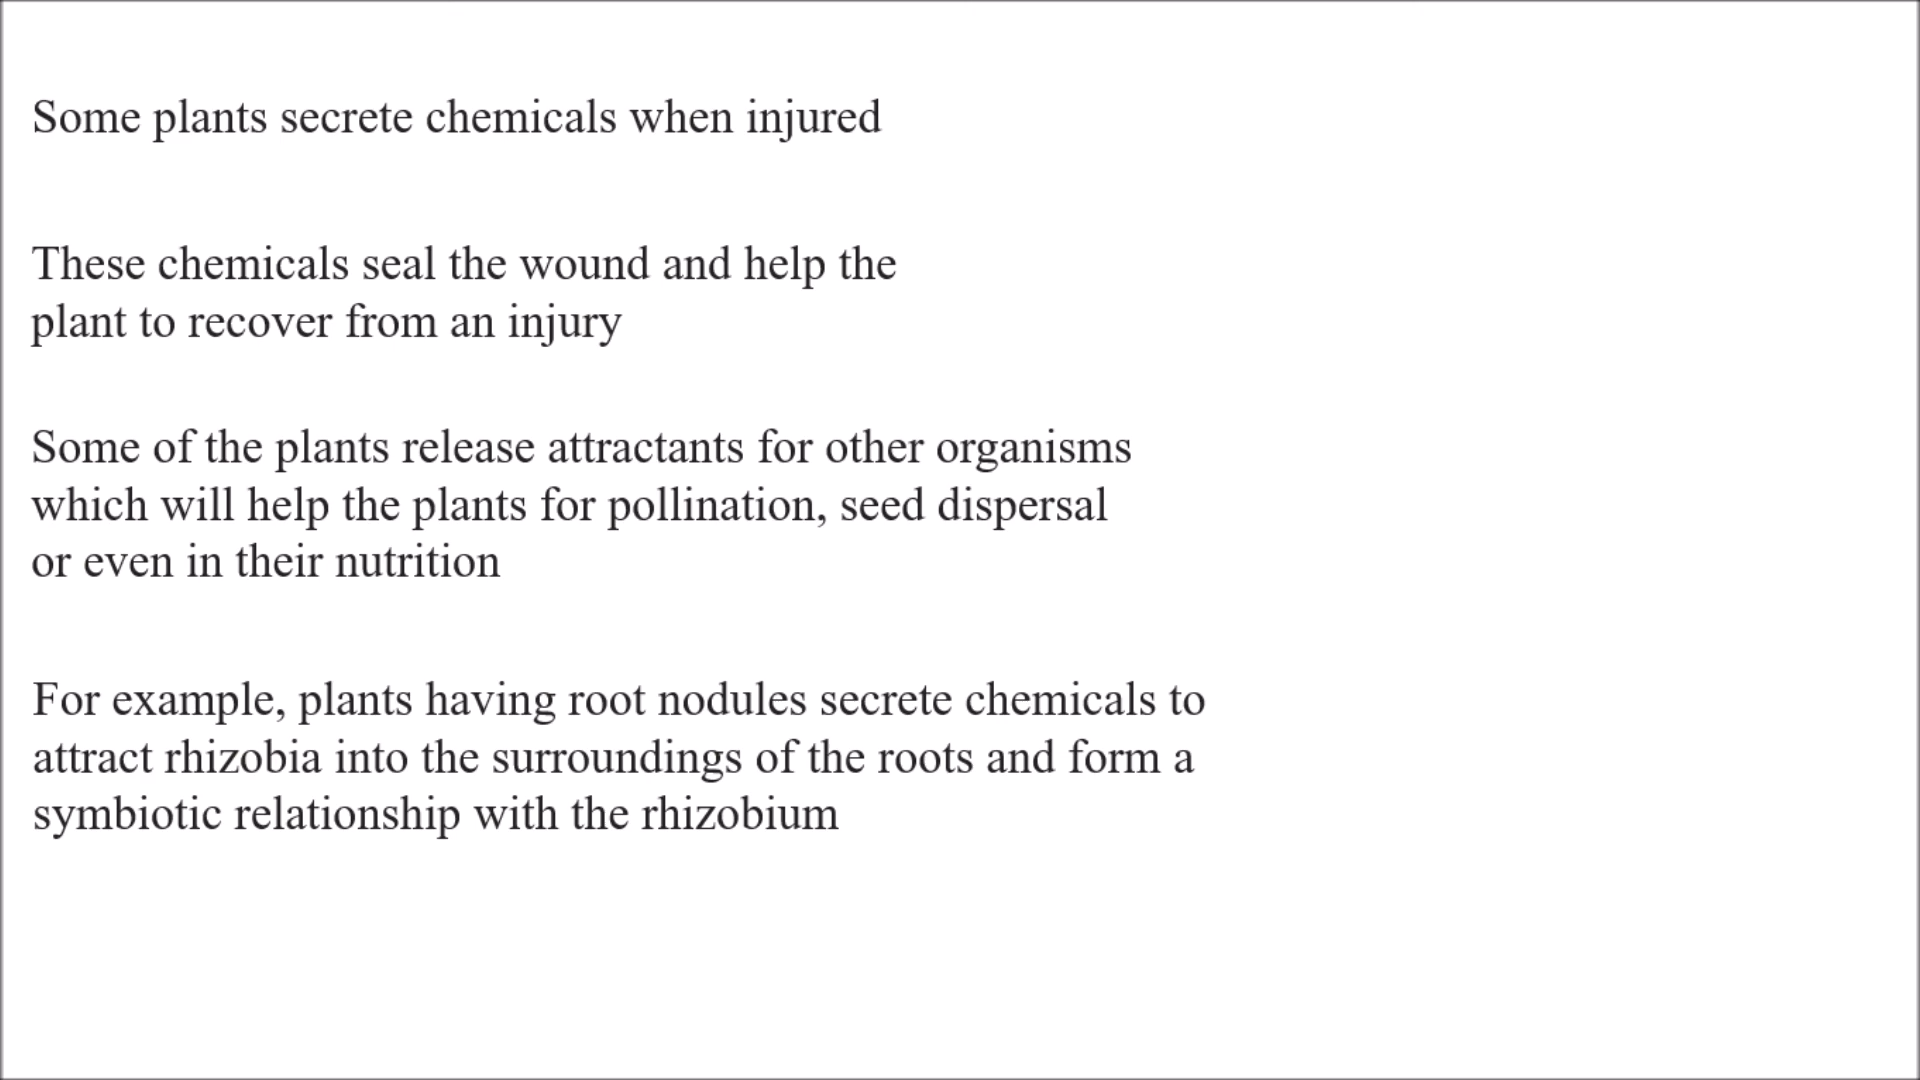 Some plants secrete chemicals when injured
These chemicals seal the wound and help the
plant to recover from an injury
Some of the plants release attractants for other organisms
which will help the plants for pollination, seed dispersal
or even in their nutrition
For example, plants having root nodules secrete chemicals to
attract rhizobia into the surroundings of the roots and form a
symbiotic relationship with the rhizobium